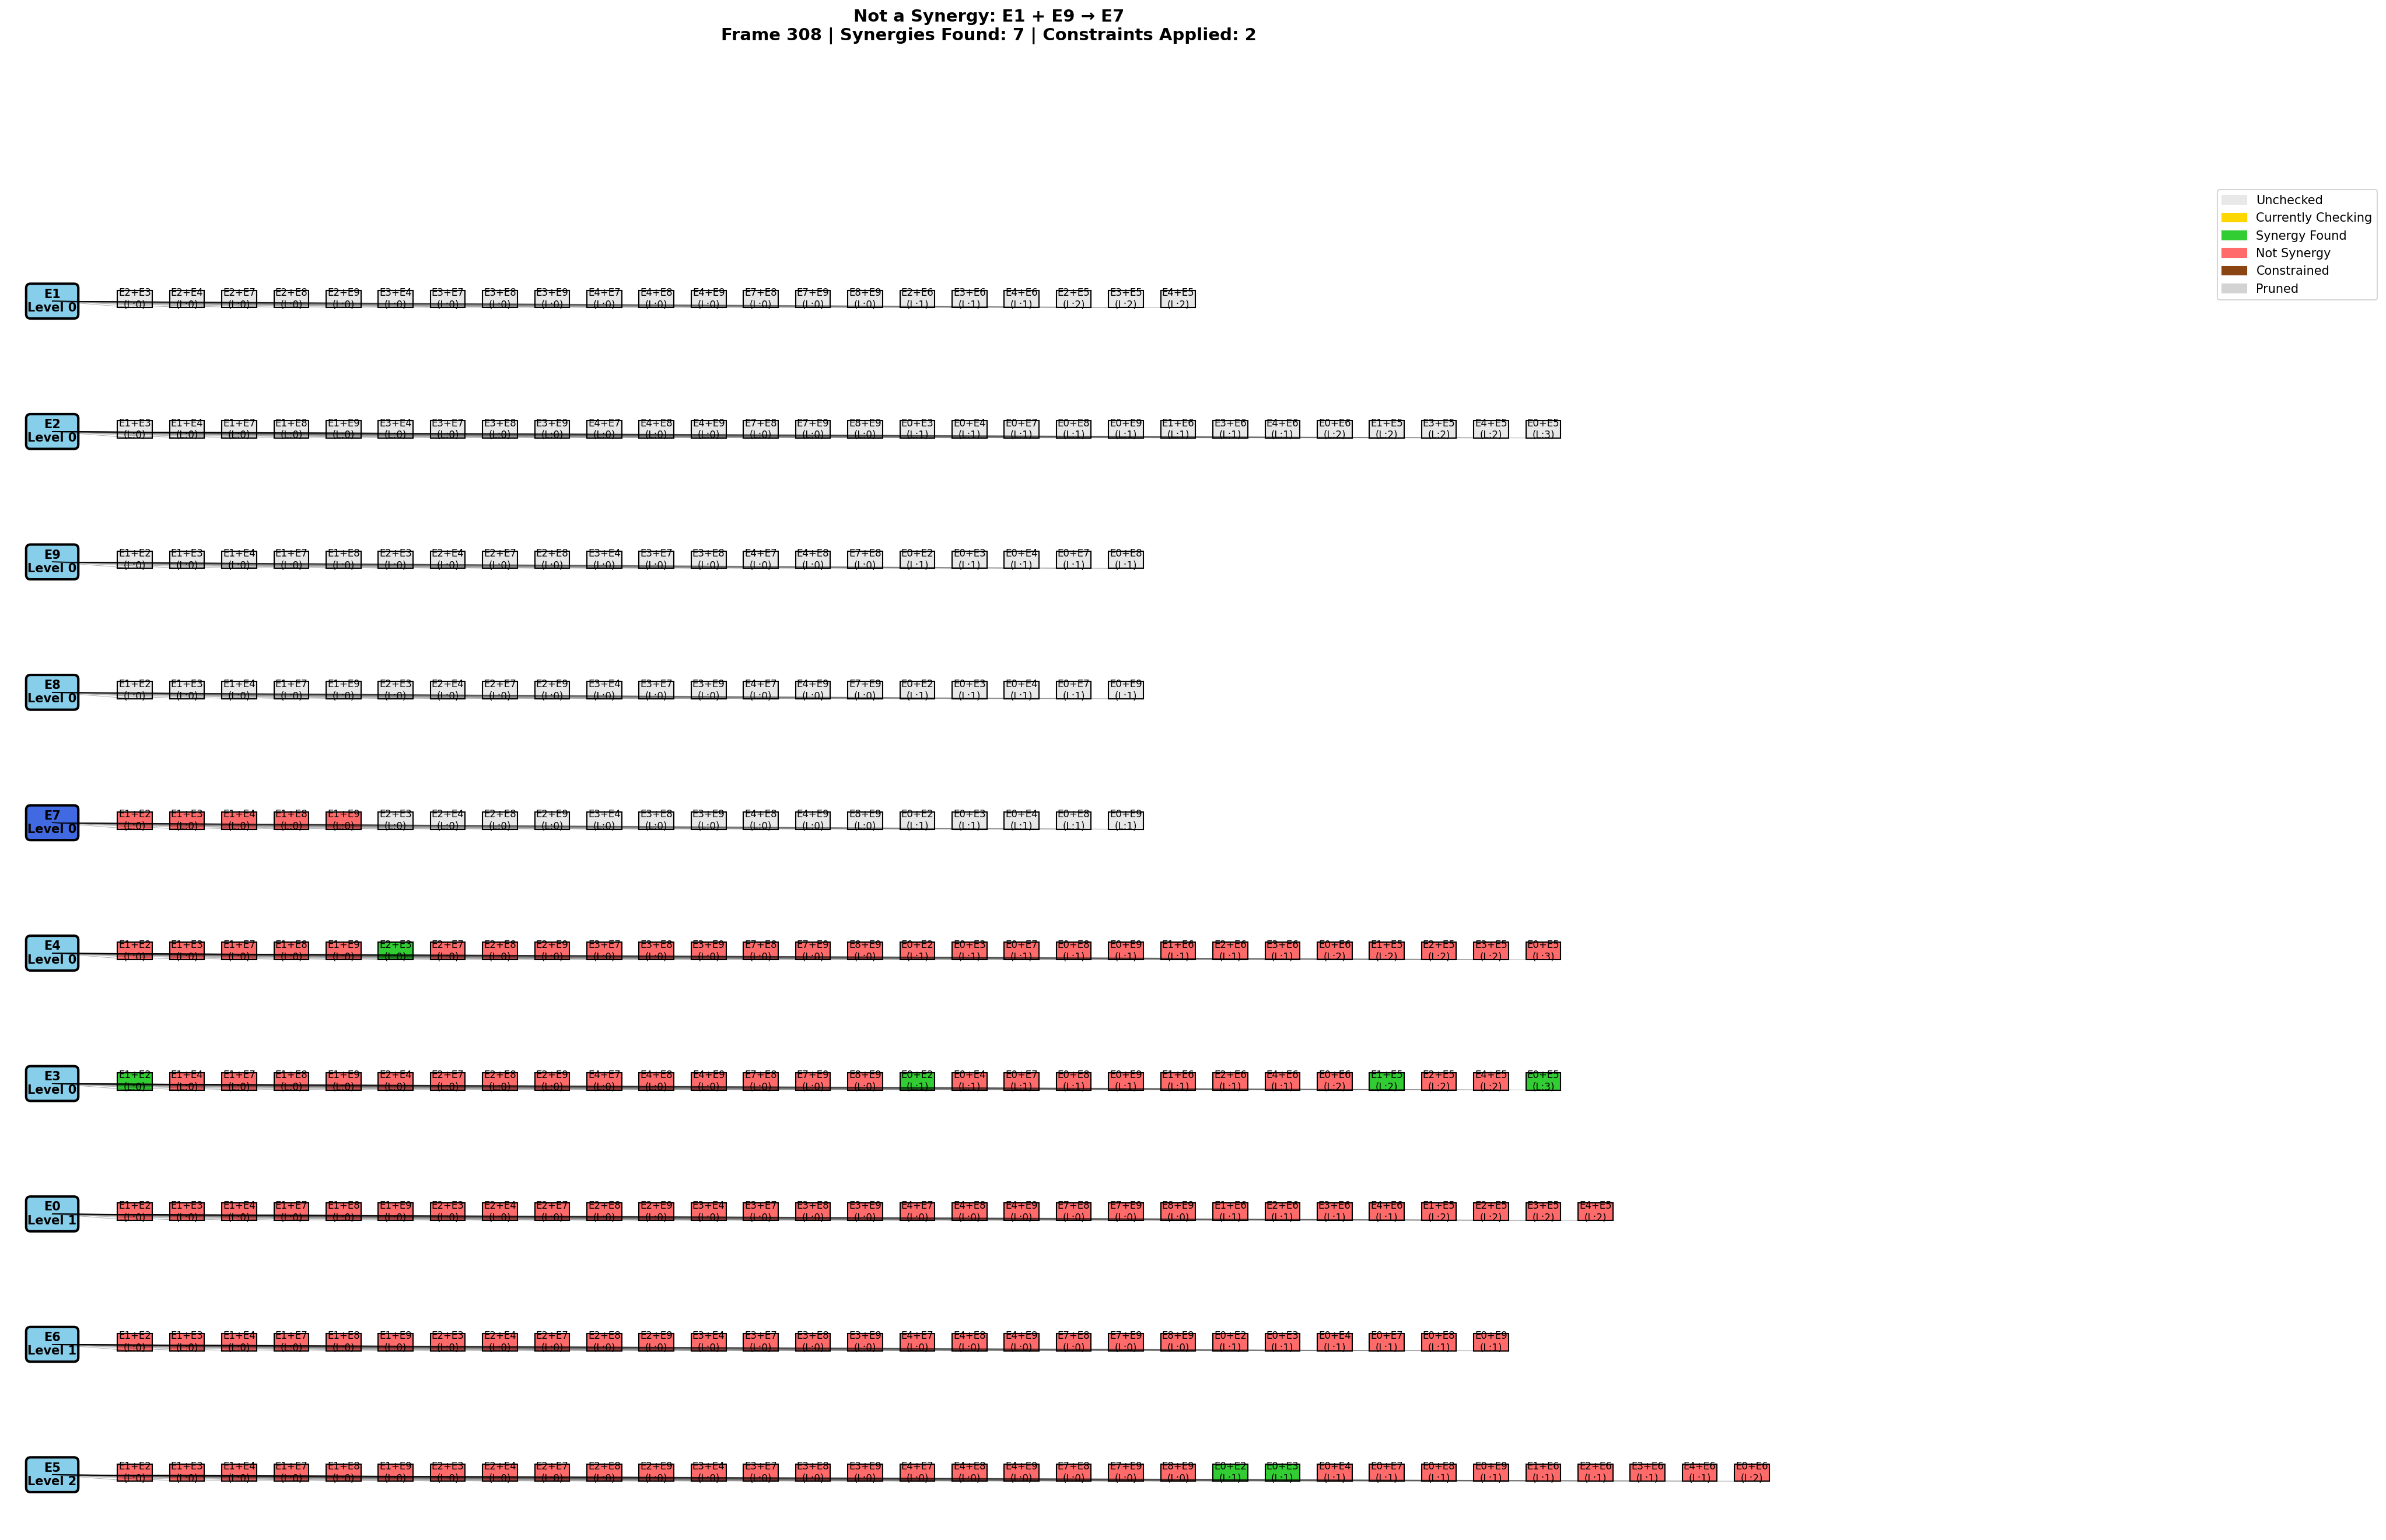 Not a Synergy: E1 + E9 → E7
Frame 308 | Synergies Found: 7 | Constraints Applied: 2
Unchecked
Currently Checking
Synergy Found
Not Synergy
Constrained
Pruned
E1 E2+E3 E2+E4 E2+E7 E2+E8 E2+E9 E3+E4 E3+E7 E3+E8 E3+E9 E4+E7 E4+E8 E4+E9 E7+E8 E7+E9 E8+E9 E2+E6 E3+E6 E4+E6 E2+E5 E3+E5 E4+E5
Level 0 (L:0) (L:0) (L:0) (L:0) (L:0) (L:0) (L:0) (L:0) (L:0) (L:0) (L:0) (L:0) (L:0) (L:0) (L:0) (L:1) (L:1) (L:1) (L:2) (L:2) (L:2)
E2 E1+E3 E1+E4 E1+E7 E1+E8 E1+E9 E3+E4 E3+E7 E3+E8 E3+E9 E4+E7 E4+E8 E4+E9 E7+E8 E7+E9 E8+E9 E0+E3 E0+E4 E0+E7 E0+E8 E0+E9 E1+E6 E3+E6 E4+E6 E0+E6 E1+E5 E3+E5 E4+E5 E0+E5
Level 0 (L:0) (L:0) (L:0) (L:0) (L:0) (L:0) (L:0) (L:0) (L:0) (L:0) (L:0) (L:0) (L:0) (L:0) (L:0) (L:1) (L:1) (L:1) (L:1) (L:1) (L:1) (L:1) (L:1) (L:2) (L:2) (L:2) (L:2) (L:3)
E9 E1+E2 E1+E3 E1+E4 E1+E7 E1+E8 E2+E3 E2+E4 E2+E7 E2+E8 E3+E4 E3+E7 E3+E8 E4+E7 E4+E8 E7+E8 E0+E2 E0+E3 E0+E4 E0+E7 E0+E8
Level 0 (L:0) (L:0) (L:0) (L:0) (L:0) (L:0) (L:0) (L:0) (L:0) (L:0) (L:0) (L:0) (L:0) (L:0) (L:0) (L:1) (L:1) (L:1) (L:1) (L:1)
E8 E1+E2 E1+E3 E1+E4 E1+E7 E1+E9 E2+E3 E2+E4 E2+E7 E2+E9 E3+E4 E3+E7 E3+E9 E4+E7 E4+E9 E7+E9 E0+E2 E0+E3 E0+E4 E0+E7 E0+E9
Level 0 (L:0) (L:0) (L:0) (L:0) (L:0) (L:0) (L:0) (L:0) (L:0) (L:0) (L:0) (L:0) (L:0) (L:0) (L:0) (L:1) (L:1) (L:1) (L:1) (L:1)
E7 E1+E2 E1+E3 E1+E4 E1+E8 E1+E9 E2+E3 E2+E4 E2+E8 E2+E9 E3+E4 E3+E8 E3+E9 E4+E8 E4+E9 E8+E9 E0+E2 E0+E3 E0+E4 E0+E8 E0+E9
Level 0 (L:0) (L:0) (L:0) (L:0) (L:0) (L:0) (L:0) (L:0) (L:0) (L:0) (L:0) (L:0) (L:0) (L:0) (L:0) (L:1) (L:1) (L:1) (L:1) (L:1)
E4 E1+E2 E1+E3 E1+E7 E1+E8 E1+E9 E2+E3 E2+E7 E2+E8 E2+E9 E3+E7 E3+E8 E3+E9 E7+E8 E7+E9 E8+E9 E0+E2 E0+E3 E0+E7 E0+E8 E0+E9 E1+E6 E2+E6 E3+E6 E0+E6 E1+E5 E2+E5 E3+E5 E0+E5
Level 0 (L:0) (L:0) (L:0) (L:0) (L:0) (L:0) (L:0) (L:0) (L:0) (L:0) (L:0) (L:0) (L:0) (L:0) (L:0) (L:1) (L:1) (L:1) (L:1) (L:1) (L:1) (L:1) (L:1) (L:2) (L:2) (L:2) (L:2) (L:3)
E3 E1+E2 E1+E4 E1+E7 E1+E8 E1+E9 E2+E4 E2+E7 E2+E8 E2+E9 E4+E7 E4+E8 E4+E9 E7+E8 E7+E9 E8+E9 E0+E2 E0+E4 E0+E7 E0+E8 E0+E9 E1+E6 E2+E6 E4+E6 E0+E6 E1+E5 E2+E5 E4+E5 E0+E5
Level 0 (L:0) (L:0) (L:0) (L:0) (L:0) (L:0) (L:0) (L:0) (L:0) (L:0) (L:0) (L:0) (L:0) (L:0) (L:0) (L:1) (L:1) (L:1) (L:1) (L:1) (L:1) (L:1) (L:1) (L:2) (L:2) (L:2) (L:2) (L:3)
E0 E1+E2 E1+E3 E1+E4 E1+E7 E1+E8 E1+E9 E2+E3 E2+E4 E2+E7 E2+E8 E2+E9 E3+E4 E3+E7 E3+E8 E3+E9 E4+E7 E4+E8 E4+E9 E7+E8 E7+E9 E8+E9 E1+E6 E2+E6 E3+E6 E4+E6 E1+E5 E2+E5 E3+E5 E4+E5
Level 1 (L:0) (L:0) (L:0) (L:0) (L:0) (L:0) (L:0) (L:0) (L:0) (L:0) (L:0) (L:0) (L:0) (L:0) (L:0) (L:0) (L:0) (L:0) (L:0) (L:0) (L:0) (L:1) (L:1) (L:1) (L:1) (L:2) (L:2) (L:2) (L:2)
E6 E1+E2 E1+E3 E1+E4 E1+E7 E1+E8 E1+E9 E2+E3 E2+E4 E2+E7 E2+E8 E2+E9 E3+E4 E3+E7 E3+E8 E3+E9 E4+E7 E4+E8 E4+E9 E7+E8 E7+E9 E8+E9 E0+E2 E0+E3 E0+E4 E0+E7 E0+E8 E0+E9
Level 1 (L:0) (L:0) (L:0) (L:0) (L:0) (L:0) (L:0) (L:0) (L:0) (L:0) (L:0) (L:0) (L:0) (L:0) (L:0) (L:0) (L:0) (L:0) (L:0) (L:0) (L:0) (L:1) (L:1) (L:1) (L:1) (L:1) (L:1)
E5 E1+E2 E1+E3 E1+E4 E1+E7 E1+E8 E1+E9 E2+E3 E2+E4 E2+E7 E2+E8 E2+E9 E3+E4 E3+E7 E3+E8 E3+E9 E4+E7 E4+E8 E4+E9 E7+E8 E7+E9 E8+E9 E0+E2 E0+E3 E0+E4 E0+E7 E0+E8 E0+E9 E1+E6 E2+E6 E3+E6 E4+E6 E0+E6
Level 2 (L:0) (L:0) (L:0) (L:0) (L:0) (L:0) (L:0) (L:0) (L:0) (L:0) (L:0) (L:0) (L:0) (L:0) (L:0) (L:0) (L:0) (L:0) (L:0) (L:0) (L:0) (L:1) (L:1) (L:1) (L:1) (L:1) (L:1) (L:1) (L:1) (L:1) (L:1) (L:2)